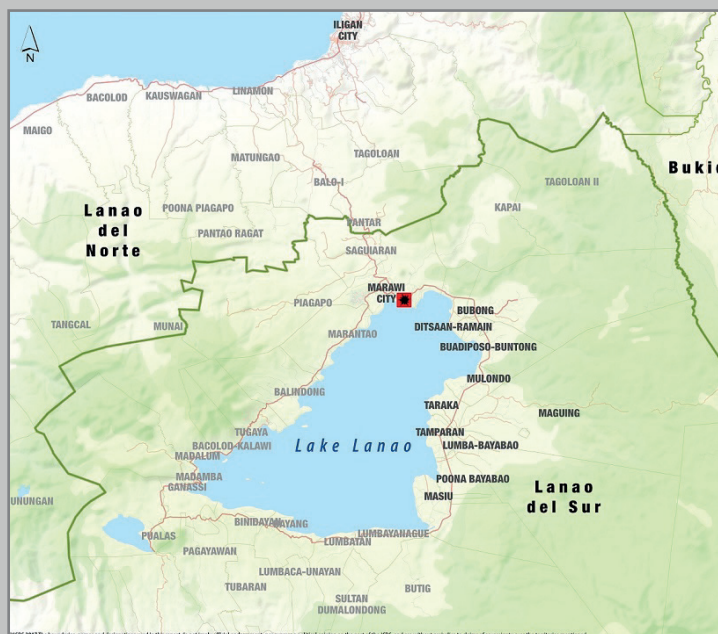 ILIGAN
CITY
N
BACOLOD
KAUSWAGAN
LINAMON
MAIGO
MATUNGAO
TAGOLOAN
BALO-I
Bukid
TAGOLOAN II
Lanao
del
Norte
POONA PIAGAPO
KAPAI
PANTAR
PANTAO RAGAT
SAGUIARAN
MARAWI
CITY
PIAGAPO
BUBONG
TANGCAL
MUNAI
MARANTAO
DITSAAN-RAMAIN
BUADIPOSO-BUNTONG
MULONDO
BALINDONG
TARAKA
MAGUING
TUGAYA
TAMPARAN
BACOLOD-KALAWI
Lake Lanao
LUMBA-BAYABAO
MADALUM
MADAMBA
GANASSI
POONA BAYABAO
MASIU
Lanao
del Sur
UNUNGAN
BINIDAYAN
BAYANG
PUALAS
LUMBAYANAGUE
LUMBATAN
PAGAYAWAN
LUMBACA-UNAYAN
TUBARAN
BUTIG
SULTAN
DUMALONDONG